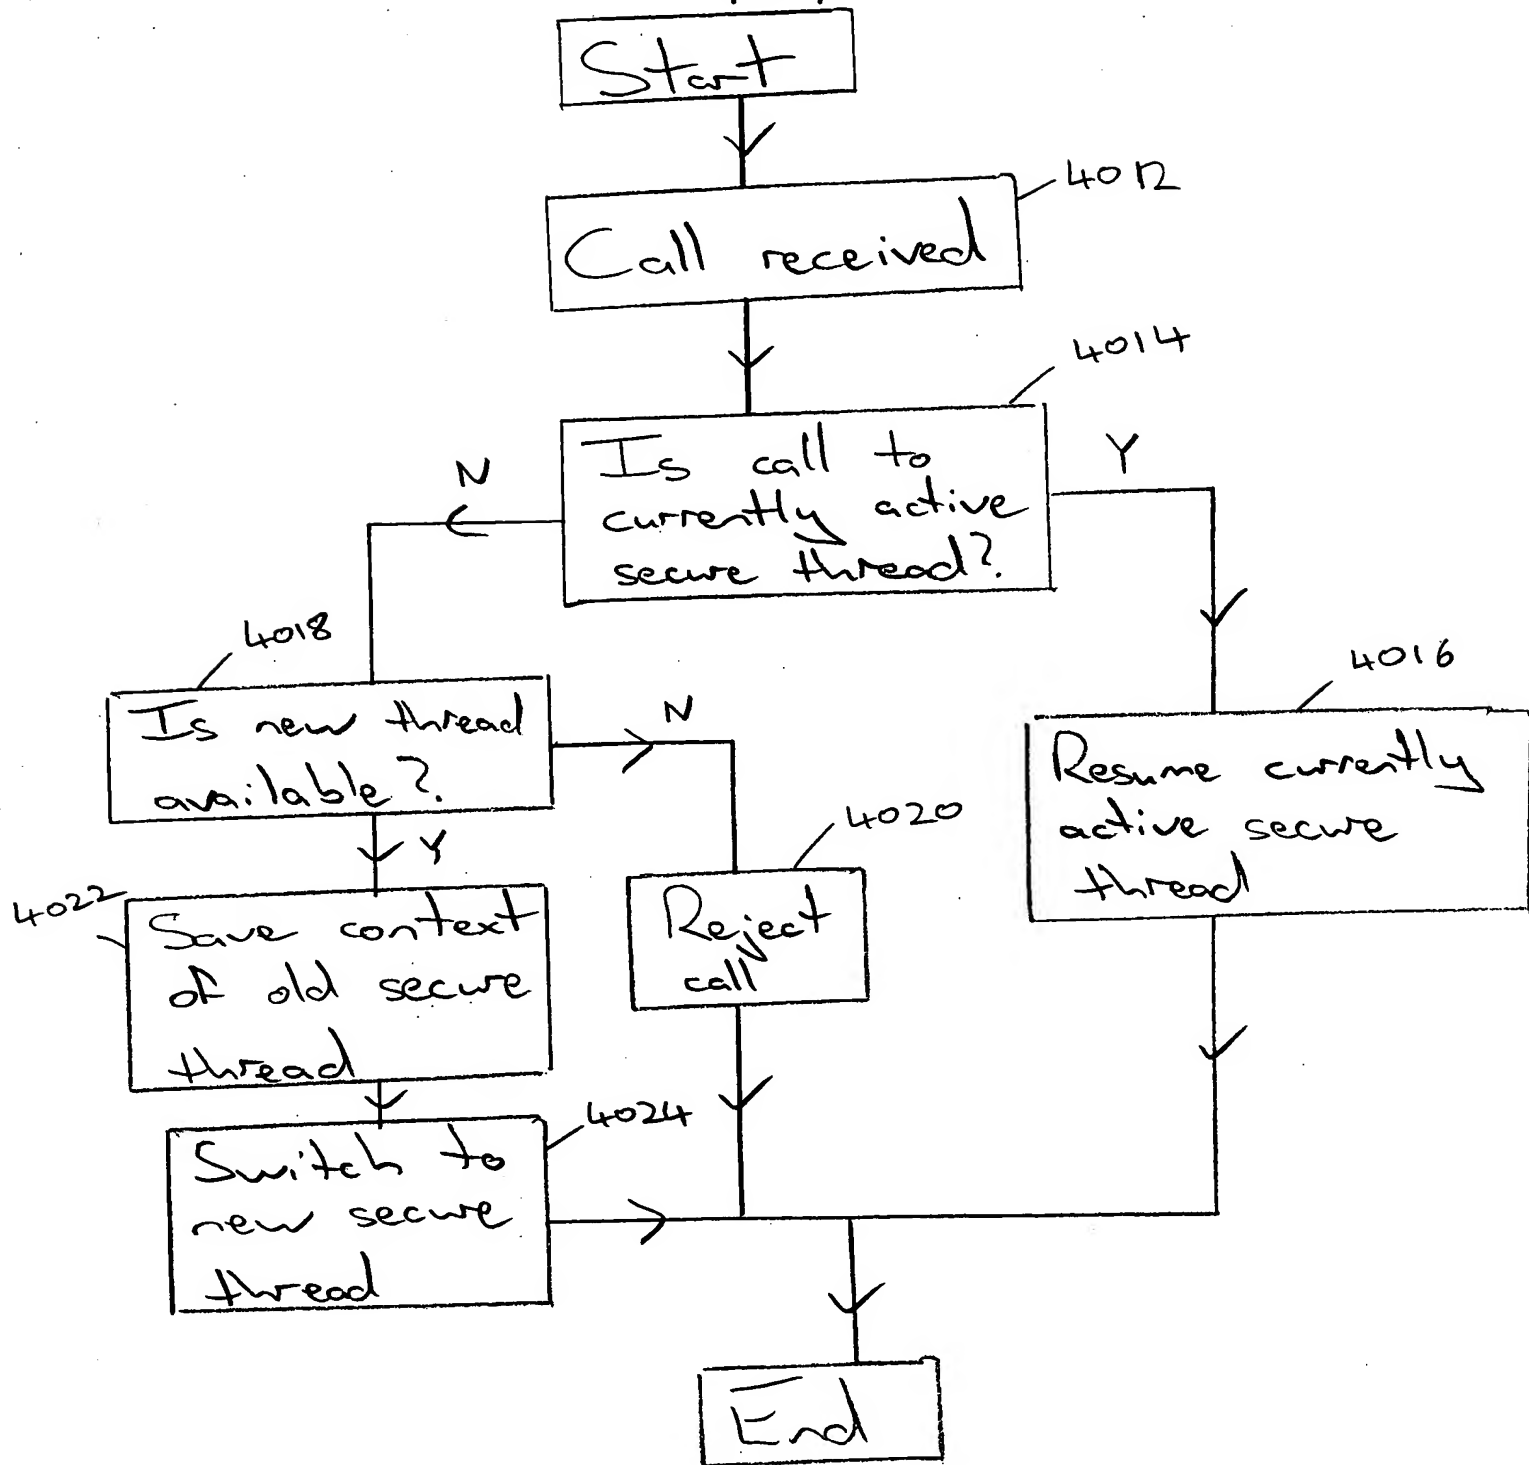 Start
4012
Call received
4014
Is call to
currently active
secure thread?
N
Y
4018
Is new thread
available?
N
Y
4016
Resume currently
active secure
thread
4020
Reject
call
4022
Save context
of old secure
thread
4024
Switch to
new secure
thread
End